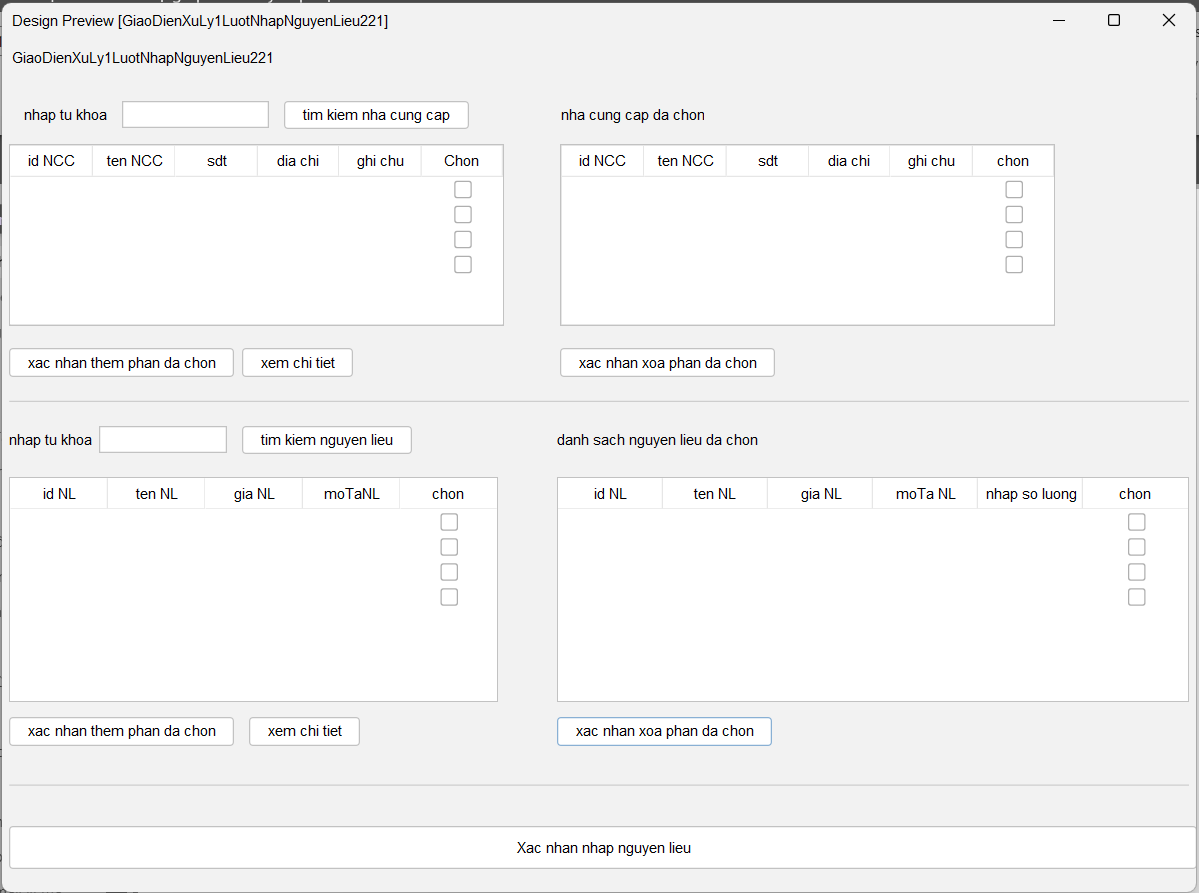 Design Preview [GiaoDienXuLy1LuotNhapNguyenLieu221]
GiaoDienXuLy1LuotNhapNguyenLieu221
nhap tu khoa tim kiem nha cung cap nha cung cap da chon
id NCC ten NCC sdt dia chi ghi chu Chon id NCC ten NCC sdt dia chi ghi chu chon
xac nhan them phan da chon xem chi tiet xac nhan xoa phan da chon
nhap tu khoa tim kiem nguyen lieu danh sach nguyen lieu da chon
id NL ten NL gia NL moTaNL chon id NL ten NL gia NL moTa NL nhap so luong chon
xac nhan them phan da chon xem chi tiet xac nhan xoa phan da chon
Xac nhan nhap nguyen lieu